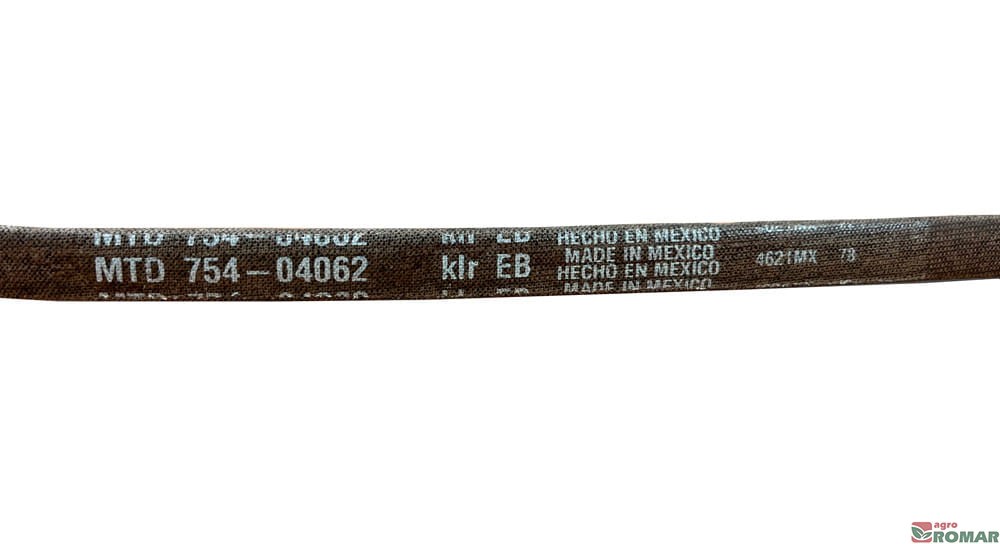 MTD 754-04062 klr EB HECHO EN MEXICO
MADE IN MEXICO
HECHO EN MEXICO
MADE IN MEXICO
4621MX 78
agro
ROMAR